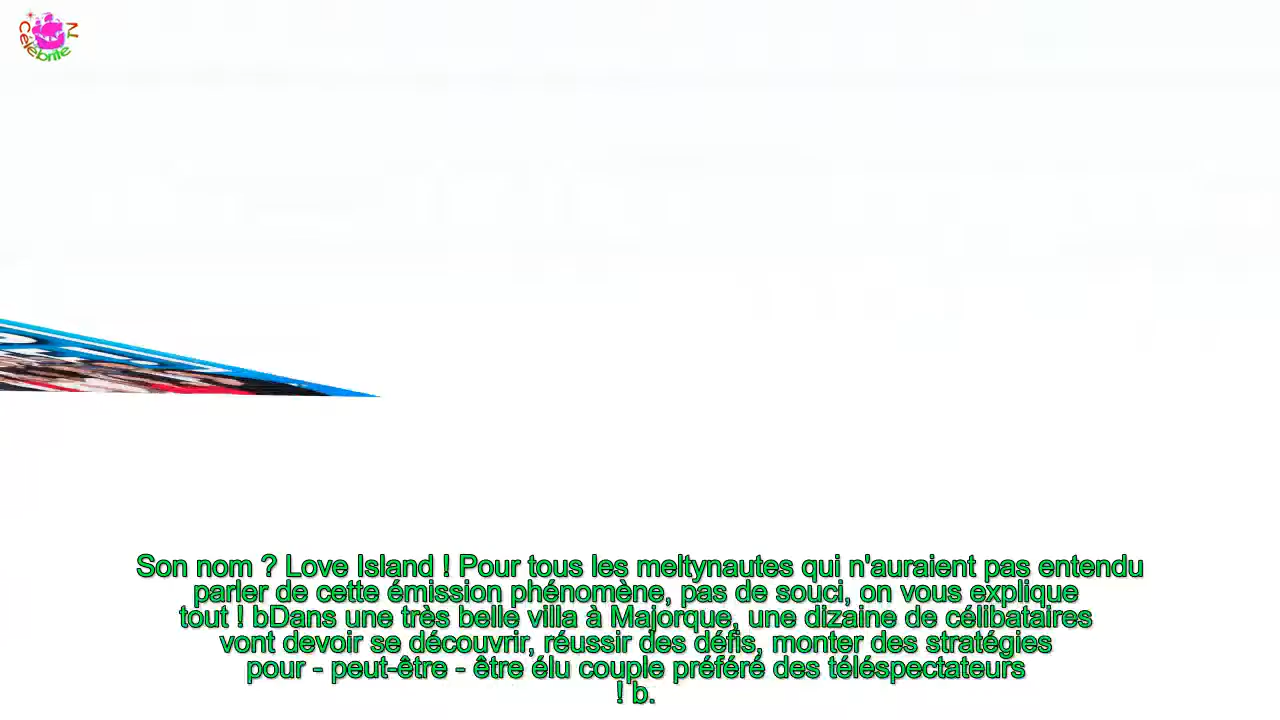 Célébrité M
Son nom ? Love Island ! Pour tous les meltynautes qui n'auraient pas entendu
parler de cette émission phénomène, pas de souci, on vous explique
tout ! bDans une très belle villa à Majorque, une dizaine de célibataires
vont devoir se découvrir, réussir des défis, monter des stratégies
pour - peut-être - être élu couple préféré des téléspectateurs
! b.